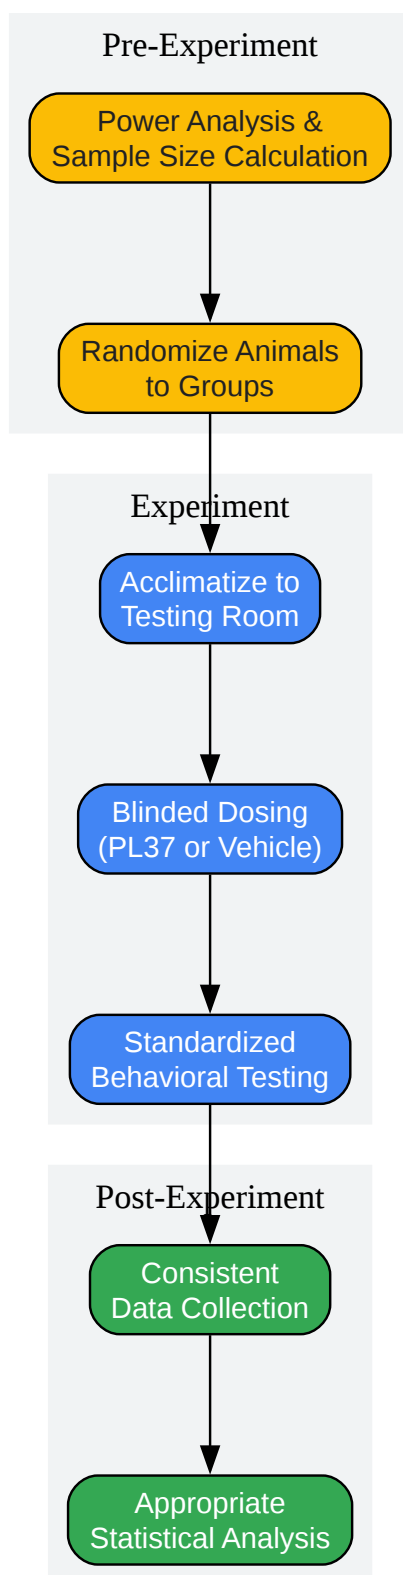 Pre-Experiment
Power Analysis &
Sample Size Calculation
Randomize Animals
to Groups
Experiment
Acclimatize to
Testing Room
Blinded Dosing
(PL37 or Vehicle)
Standardized
Behavioral Testing
Post-Experiment
Consistent
Data Collection
Appropriate
Statistical Analysis